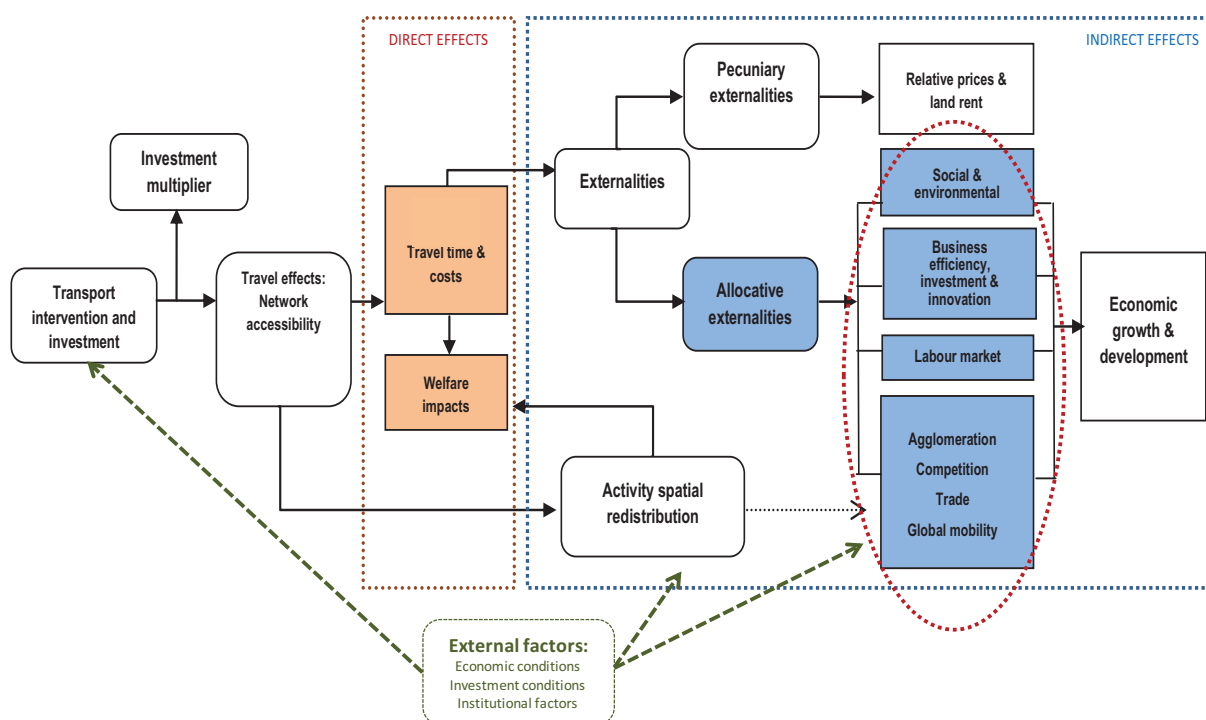 DIRECT EFFECTS
INDIRECT EFFECTS
Pecuniary
externalities
Relative prices &
land rent
Investment
multiplier
Externalities
Social &
environmental
Travel time &
costs
Business
efficiency,
investment &
innovation
Transport
intervention and
investment
Travel effects:
Network
accessibility
Allocative
externalities
Economic
growth &
development
Labour market
Welfare
impacts
Agglomeration
Competition
Trade
Global mobility
Activity spatial
redistribution
External factors:
Economic conditions
Investment conditions
Institutional factors